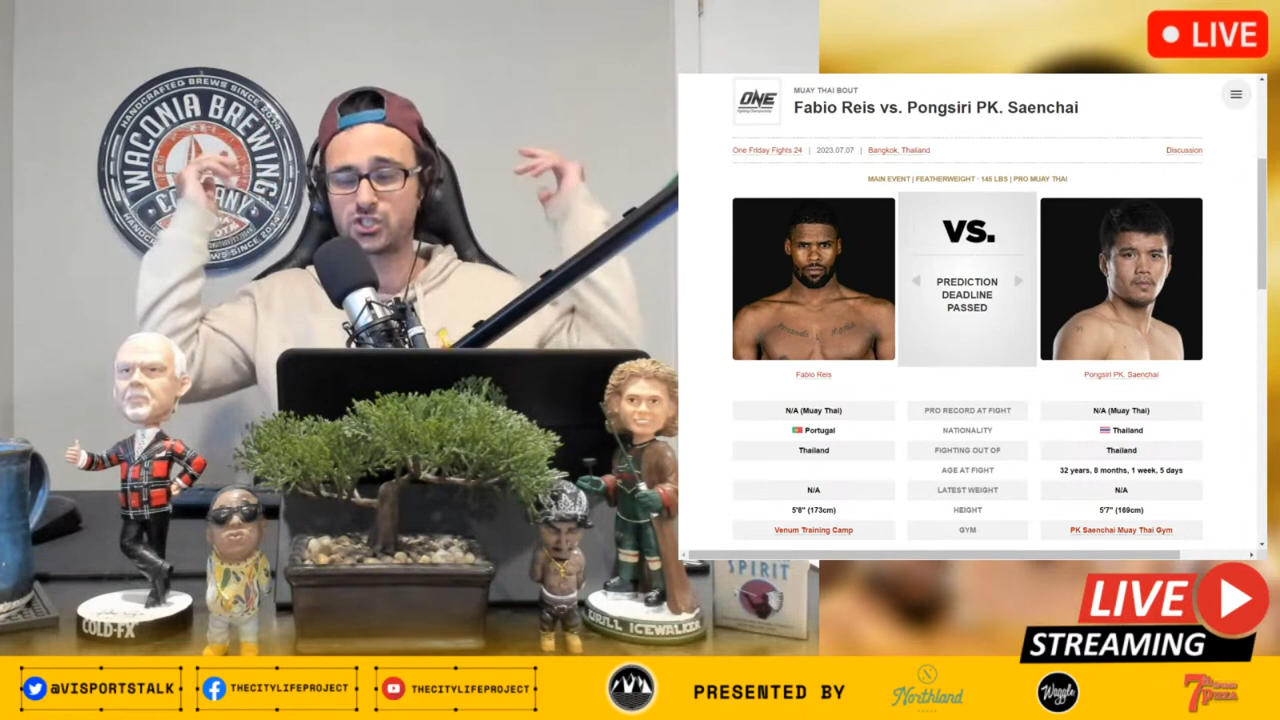 LIVE
HANDCRAFTED BREWS SINCE 2014
WACONIA BREWING
COMPANY
ONE
MUAY THAI BOUT
Fabio Reis vs. Pongsiri PK. Saenchai
One Friday Fights 24 | 2023.07.07 | Bangkok, Thailand
Discussion
MAIN EVENT | FEATHERWEIGHT · 145 LBS | PRO MUAY THAI
VS.
PREDICTION
DEADLINE
PASSED
Fabio Reis
Pongsiri PK. Saenchai
N/A (Muay Thai) PRO RECORD AT FIGHT N/A (Muay Thai)
Portugal NATIONALITY Thailand
Thailand FIGHTING OUT OF Thailand
AGE AT FIGHT 32 years, 8 months, 1 week, 5 days
N/A LATEST WEIGHT N/A
5'8" (173cm) HEIGHT 5'7" (169cm)
Venum Training Camp GYM PK Saenchai Muay Thai Gym
SPIRIT
COLD-FX
ICEWALKER
LIVE
STREAMING
@VISPORTSTALK
THECITYLIFEPROJECT
THECITYLIFEPROJECT
PRESENTED BY
Northland
Waggle